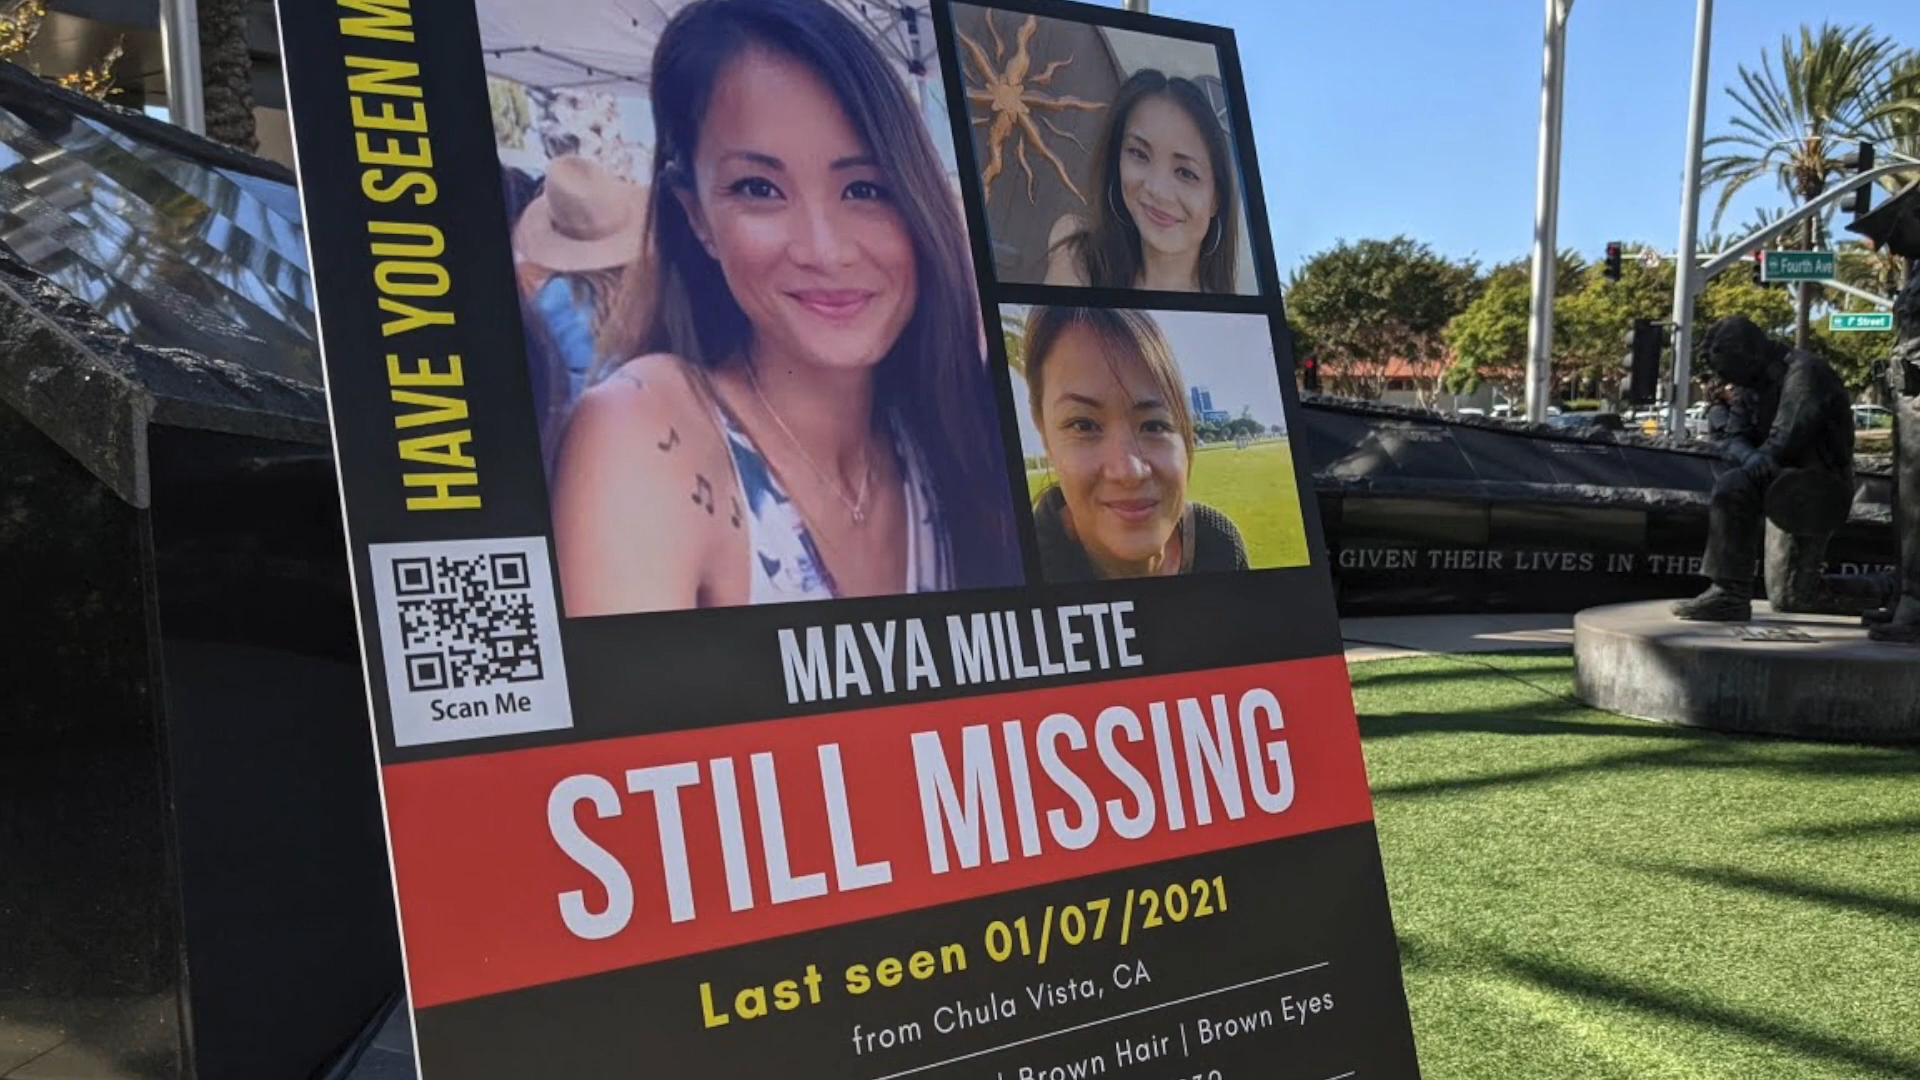 HAVE YOU SEEN M
Scan Me
MAYA MILLETE
STILL MISSING
Last seen 01/07/2021
from Chula Vista, CA
Brown Hair | Brown Eyes
Fourth Ave
F Street
GIVEN THEIR LIVES IN THE